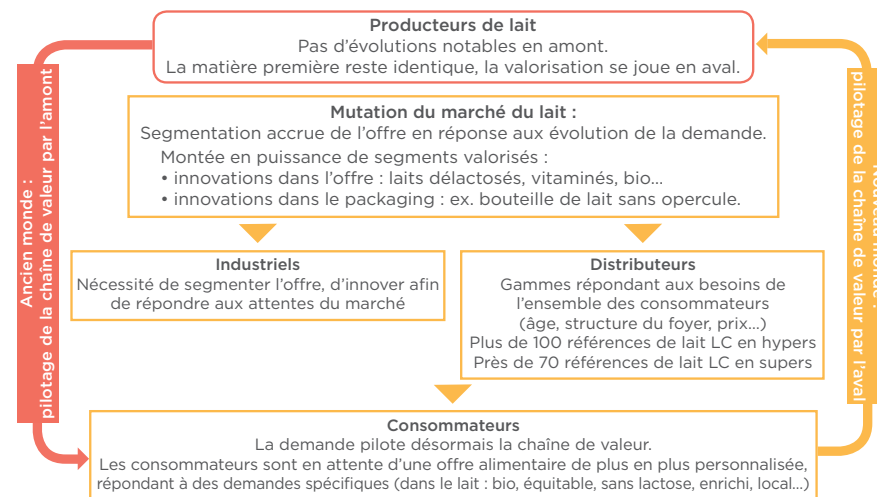 Producteurs de lait
Pas d’évolutions notables en amont.
La matière première reste identique, la valorisation se joue en aval.
Ancien monde :
pilotage de la chaîne de valeur par l’amont
Mutation du marché du lait :
Segmentation accrue de l’offre en réponse aux évolution de la demande.
Montée en puissance de segments valorisés :
• innovations dans l’offre : laits délactosés, vitaminés, bio...
• innovations dans le packaging : ex. bouteille de lait sans opercule.
Nouveau monde :
pilotage de la chaîne de valeur par l’aval
Industriels
Nécessité de segmenter l’offre, d’innover afin
de répondre aux attentes du marché
Distributeurs
Gammes répondant aux besoins de
l’ensemble des consommateurs
(âge, structure du foyer, prix...)
Plus de 100 références de lait LC en hypers
Près de 70 références de lait LC en supers
Consommateurs
La demande pilote désormais la chaîne de valeur.
Les consommateurs sont en attente d’une offre alimentaire de plus en plus personnalisée,
répondant à des demandes spécifiques (dans le lait : bio, équitable, sans lactose, enrichi, local...)